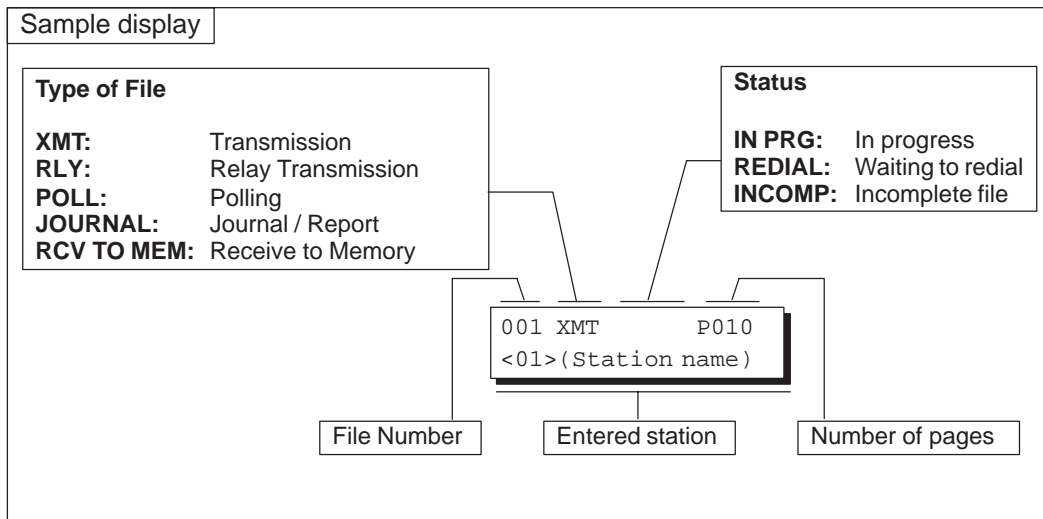 Sample display
Type of File
XMT: Transmission
RLY: Relay Transmission
POLL: Polling
JOURNAL: Journal / Report
RCV TO MEM: Receive to Memory
Status
IN PRG: In progress
REDIAL: Waiting to redial
INCOMP: Incomplete file
001 XMT P010
<01>(Station name)
File Number
Entered station
Number of pages